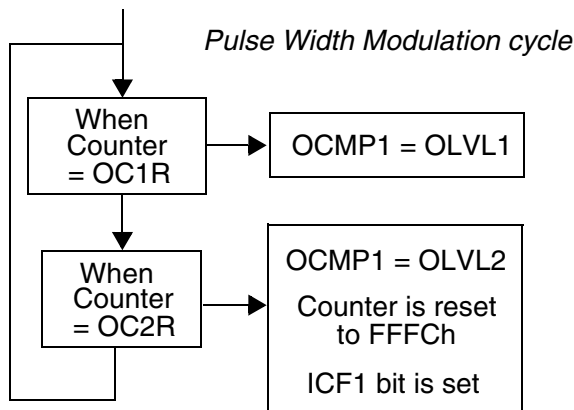 Pulse Width Modulation cycle
When
Counter
= OC1R
OCMP1 = OLVL1
When
Counter
= OC2R
OCMP1 = OLVL2
Counter is reset
to FFFCh
ICF1 bit is set